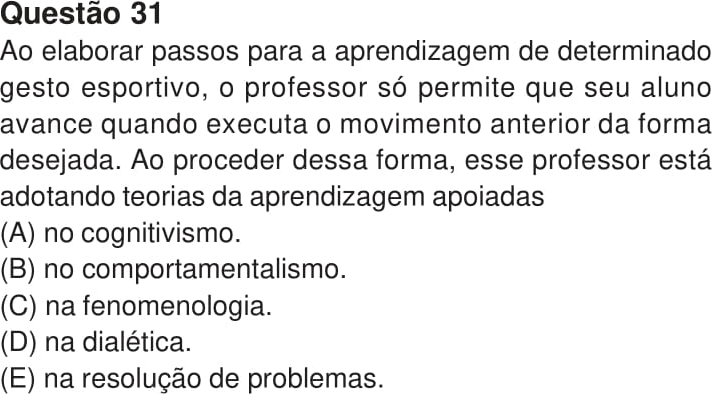 Questão 31
Ao elaborar passos para a aprendizagem de determinado
gesto esportivo, o professor só permite que seu aluno
avance quando executa o movimento anterior da forma
desejada. Ao proceder dessa forma, esse professor está
adotando teorias da aprendizagem apoiadas
(A) no cognitivismo.
(B) no comportamentalismo.
(C) na fenomenologia.
(D) na dialética.
(E) na resolução de problemas.